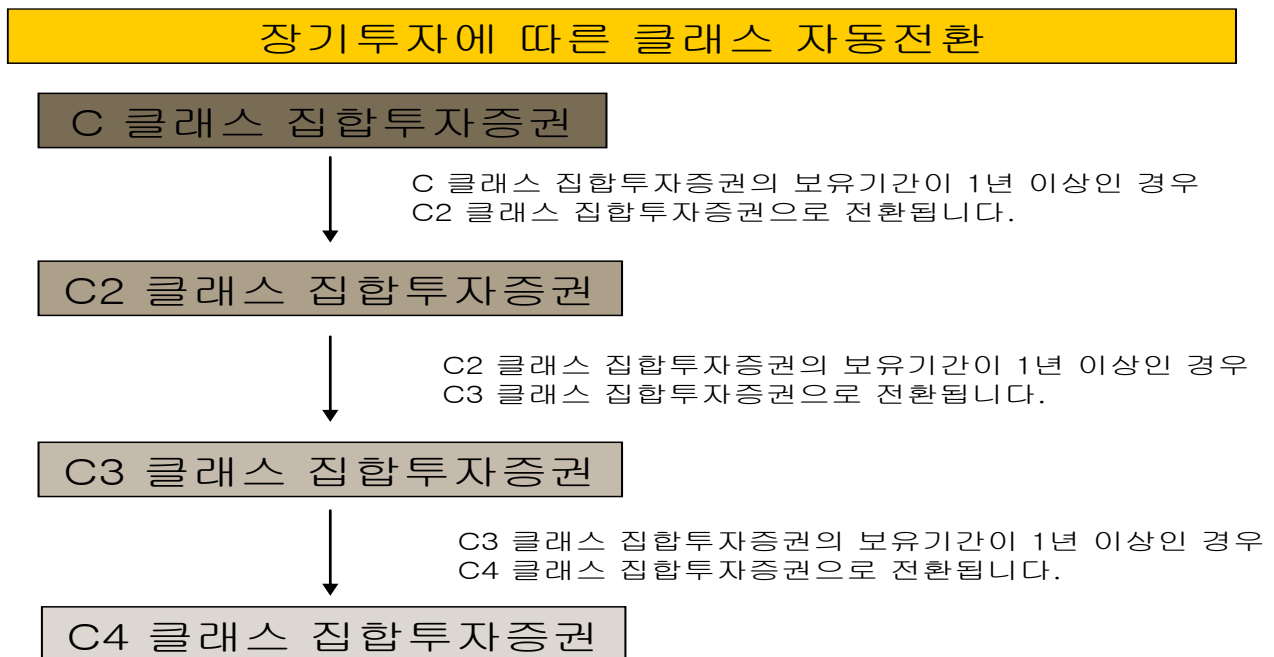 장기투자에 따른 클래스 자동전환
C 클래스 집합투자증권
C 클래스 집합투자증권의 보유기간이 1년 이상인 경우
C2 클래스 집합투자증권으로 전환됩니다.
C2 클래스 집합투자증권
C2 클래스 집합투자증권의 보유기간이 1년 이상인 경우
C3 클래스 집합투자증권으로 전환됩니다.
C3 클래스 집합투자증권
C3 클래스 집합투자증권의 보유기간이 1년 이상인 경우
C4 클래스 집합투자증권으로 전환됩니다.
C4 클래스 집합투자증권